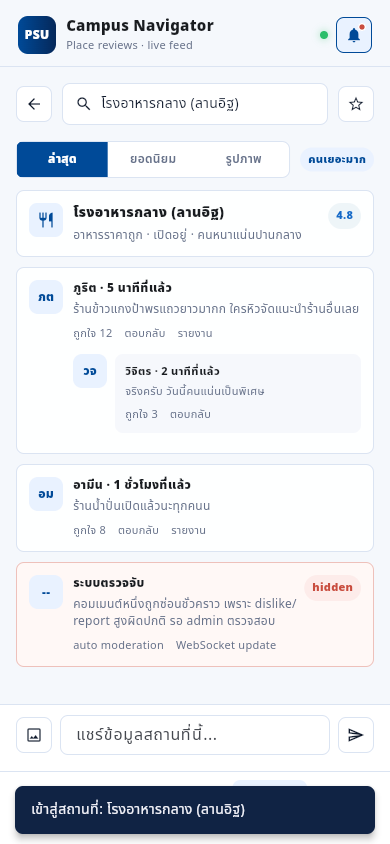 PSU
Campus Navigator
Place reviews · live feed
โรงอาหารกลาง (ลานอิฐ)
ล่าสุด ยอดนิยม รูปภาพ คนเยอะมาก
โรงอาหารกลาง (ลานอิฐ) 4.8
อาหารราคาถูก · เปิดอยู่ · คนหนาแน่นปานกลาง
ภต
ภูริต · 5 นาทีที่แล้ว
ร้านข้าวแกงป้าพรแถวยาวมากก ใครหิวจัดแนะนำร้านอื่นเลย
ถูกใจ 12 ตอบกลับ รายงาน
วจ
วิจิตร · 2 นาทีที่แล้ว
จริงครับ วันนี้คนแน่นเป็นพิเศษ
ถูกใจ 3 ตอบกลับ
อม
อามีน · 1 ชั่วโมงที่แล้ว
ร้านน้ำปั่นเปิดแล้วนะทุกคนน
ถูกใจ 8 ตอบกลับ รายงาน
--
ระบบตรวจจับ hidden
คอมเมนต์หนึ่งถูกซ่อนชั่วคราว เพราะ dislike/
report สูงผิดปกติ รอ admin ตรวจสอบ
auto moderation WebSocket update
แชร์ข้อมูลสถานที่นี้...
เข้าสู่สถานที่: โรงอาหารกลาง (ลานอิฐ)